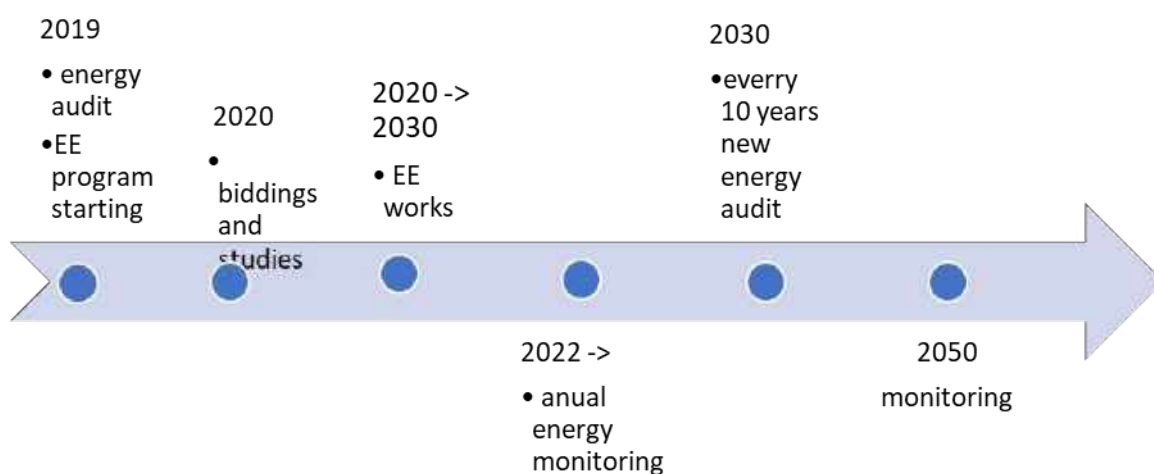 2019
• energy
audit
•EE
program
starting
2020
•
biddings
and
studies
2020 ->
2030
• EE
works
2022 ->
• anual
energy
monitoring
2030
•everry
10 years
new
energy
audit
2050
monitoring